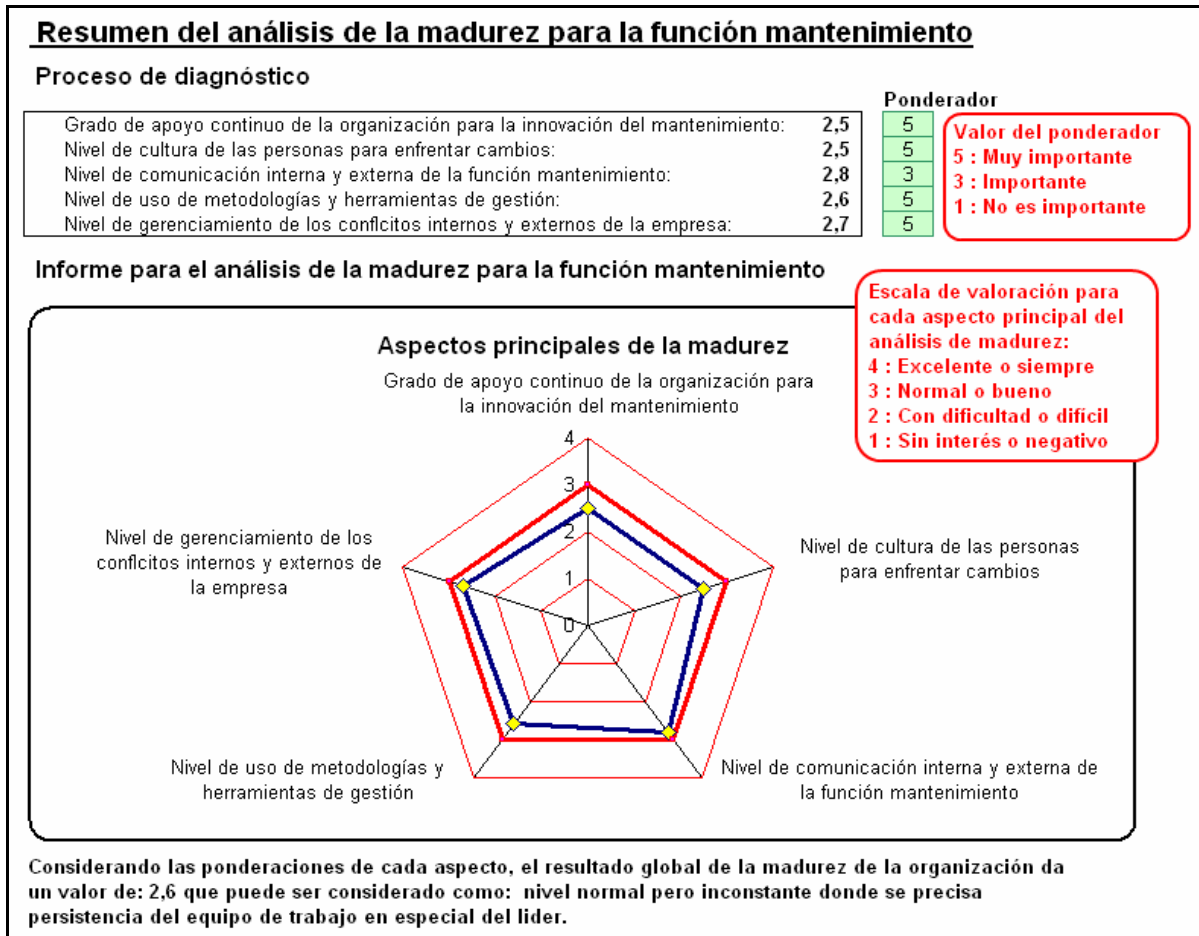 Resumen del análisis de la madurez para la función mantenimiento
Proceso de diagnóstico
Ponderador
Grado de apoyo continuo de la organización para la innovación del mantenimiento: 2,5 5
Nivel de cultura de las personas para enfrentar cambios: 2,5 5
Nivel de comunicación interna y externa de la función mantenimiento: 2,8 3
Nivel de uso de metodologías y herramientas de gestión: 2,6 5
Nivel de gerenciamiento de los conflcitos internos y externos de la empresa: 2,7 5
Valor del ponderador
5 : Muy importante
3 : Importante
1 : No es importante
Informe para el análisis de la madurez para la función mantenimiento
Escala de valoración para
cada aspecto principal del
análisis de madurez:
4 : Excelente o siempre
3 : Normal o bueno
2 : Con dificultad o difícil
1 : Sin interés o negativo
Aspectos principales de la madurez
Grado de apoyo continuo de la organización para
la innovación del mantenimiento
4
3
2
1
0
Nivel de cultura de las personas
para enfrentar cambios
Nivel de comunicación interna y externa de
la función mantenimiento
Nivel de uso de metodologías y
herramientas de gestión
Nivel de gerenciamiento de los
conflcitos internos y externos de
la empresa
Considerando las ponderaciones de cada aspecto, el resultado global de la madurez de la organización da
un valor de: 2,6 que puede ser considerado como: nivel normal pero inconstante donde se precisa
persistencia del equipo de trabajo en especial del lider.